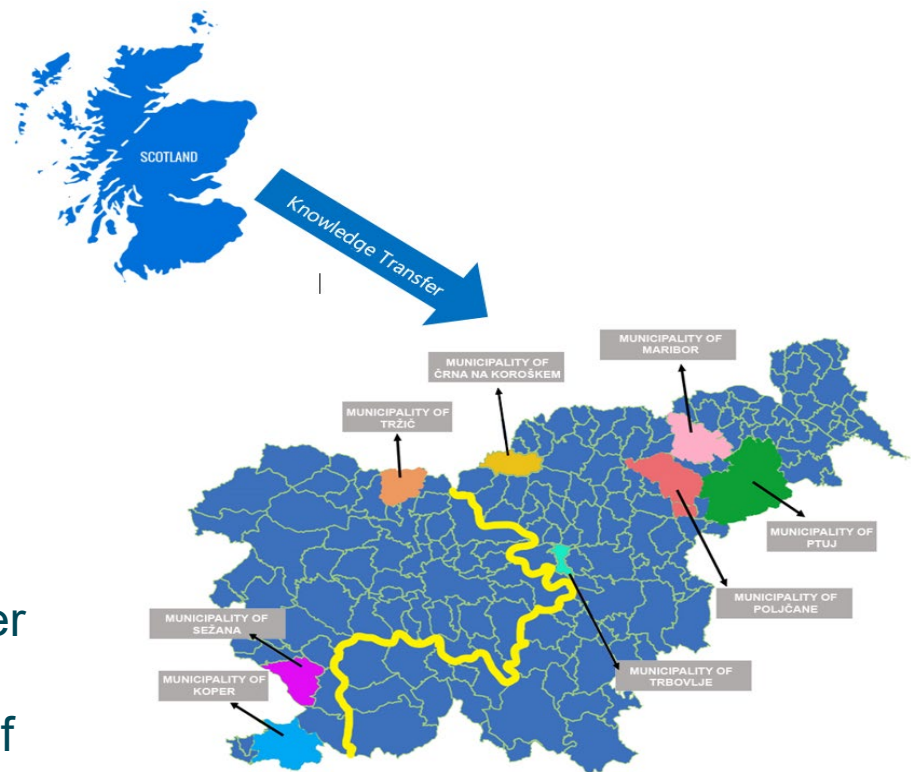 SCOTLAND
Knowledge Transfer
MUNICIPALITY OF
MARIBOR
MUNICIPALITY OF
ČRNA NA KOROŠKEM
MUNICIPALITY OF
TRŽIČ
MUNICIPALITY OF
PTUJ
MUNICIPALITY OF
POLJČANE
er
MUNICIPALITY OF
SEŽANA
MUNICIPALITY OF
TRBOVLJE
MUNICIPALITY OF
KOPER
f